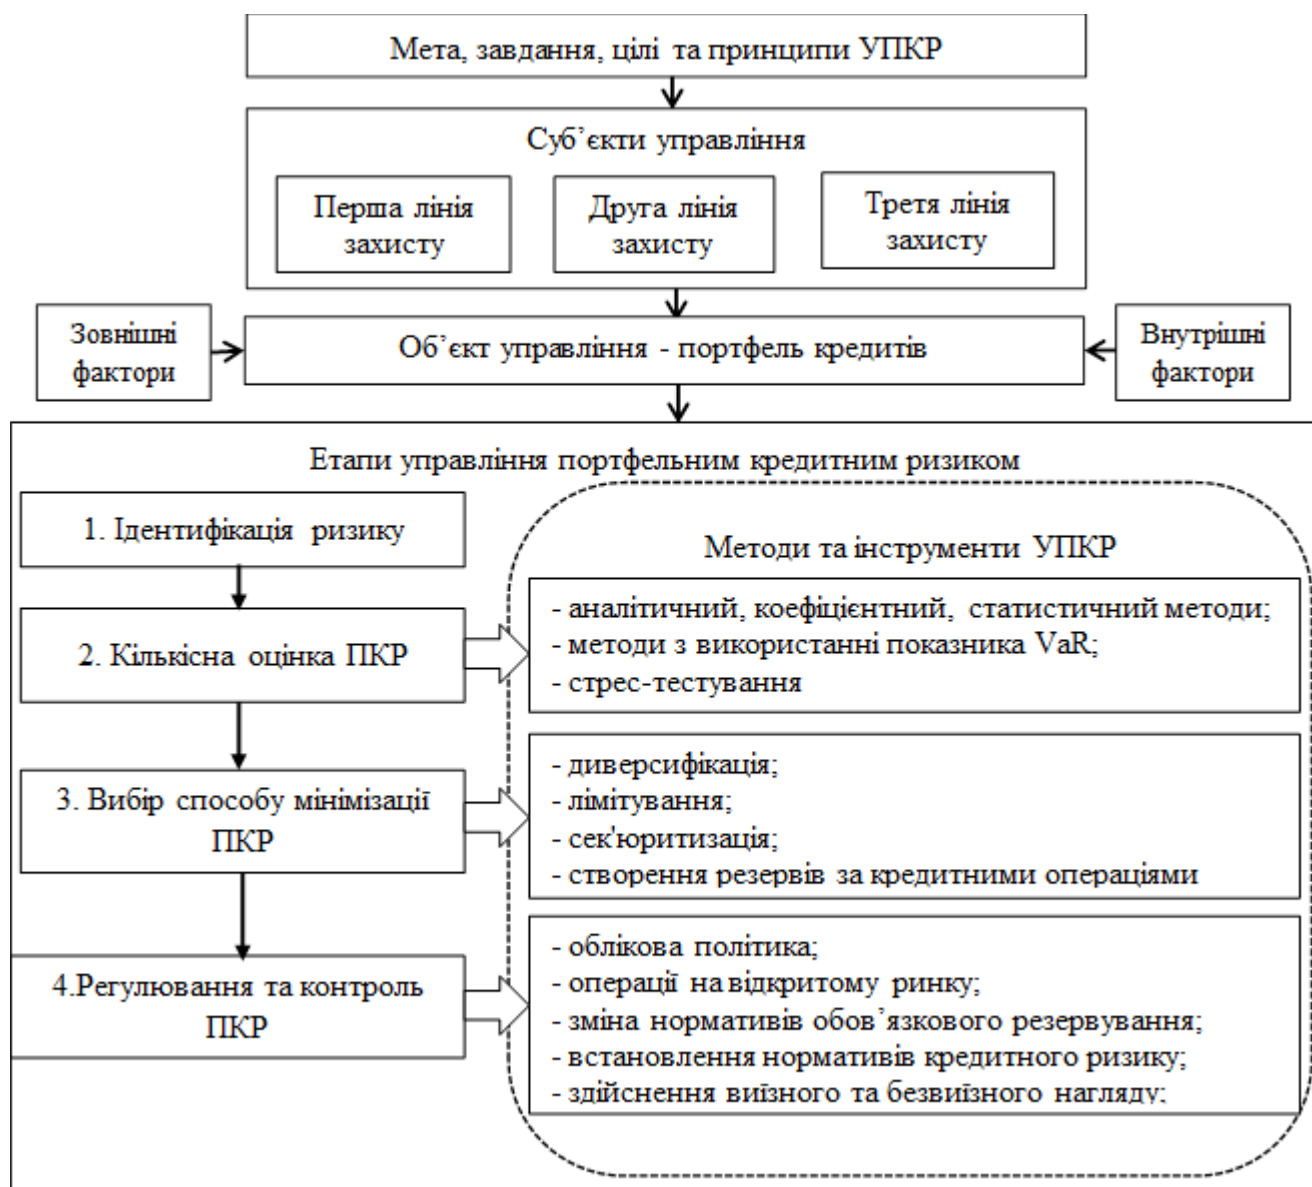 Мета, завдання, цілі та принципи УПКР
Суб’єкти управління
Перша лінія
захисту
Друга лінія
захисту
Третя лінія
захисту
Зовнішні
фактори
Об’єкт управління - портфель кредитів
Внутрішні
фактори
Етапи управління портфельним кредитним ризиком
1. Ідентифікація ризику
2. Кількісна оцінка ПКР
3. Вибір способу мінімізації
ПКР
4.Регулювання та контроль
ПКР
Методи та інструменти УПКР
- аналітичний, коефіцієнтний, статистичний методи;
- методи з використанні показника VaR;
- стрес-тестування
- диверсифікація;
- лімітування;
- сек'юритизація;
- створення резервів за кредитними операціями
- облікова політика;
- операції на відкритому ринку;
- зміна нормативів обов’язкового резервування;
- встановлення нормативів кредитного ризику;
- здійснення виїзного та безвиїзного нагляду;